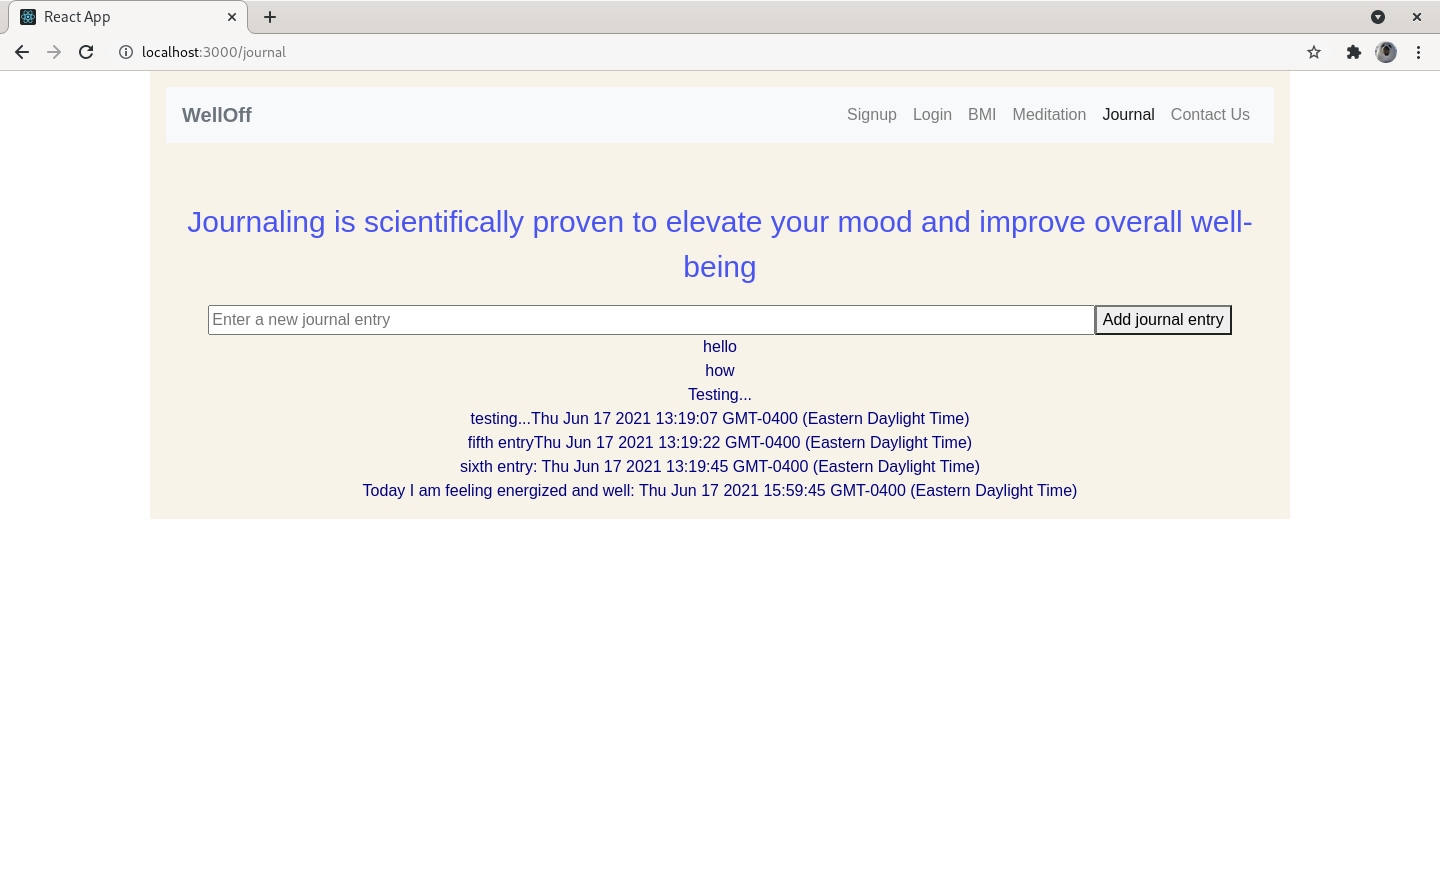 React App
localhost:3000/journal
WellOff
Signup Login BMI Meditation Journal Contact Us
Journaling is scientifically proven to elevate your mood and improve overall well-
being
Enter a new journal entry Add journal entry
hello
how
Testing...
testing...Thu Jun 17 2021 13:19:07 GMT-0400 (Eastern Daylight Time)
fifth entryThu Jun 17 2021 13:19:22 GMT-0400 (Eastern Daylight Time)
sixth entry: Thu Jun 17 2021 13:19:45 GMT-0400 (Eastern Daylight Time)
Today I am feeling energized and well: Thu Jun 17 2021 15:59:45 GMT-0400 (Eastern Daylight Time)